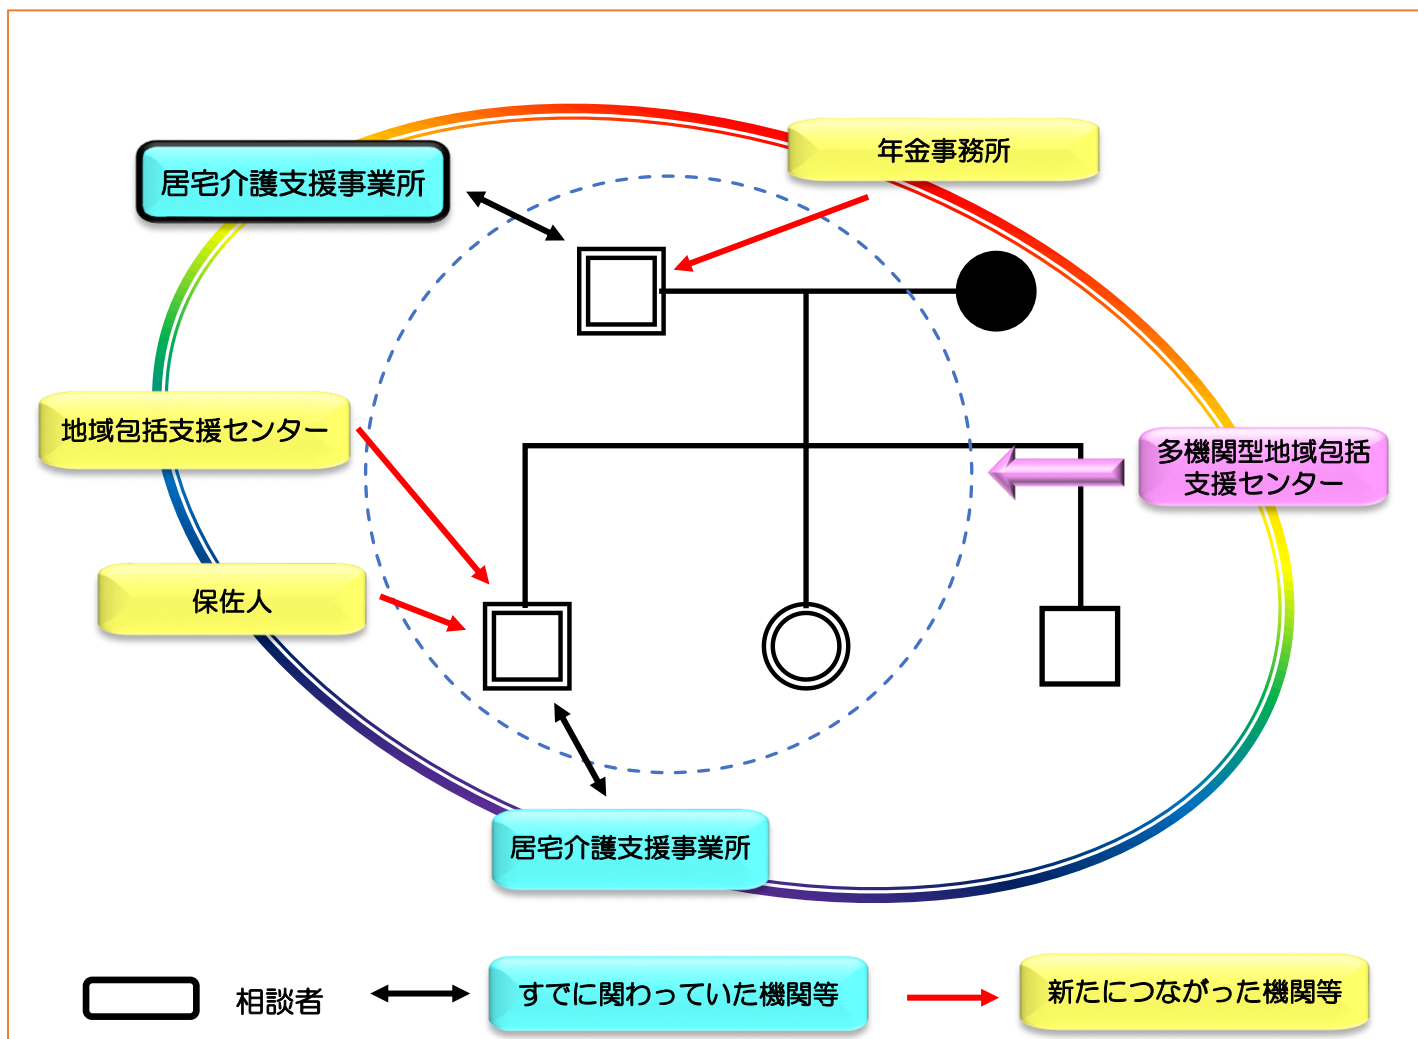 年金事務所
居宅介護支援事業所
地域包括支援センター
多機関型地域包括
支援センター
保佐人
居宅介護支援事業所
相談者
すでに関わっていた機関等
新たにつながった機関等